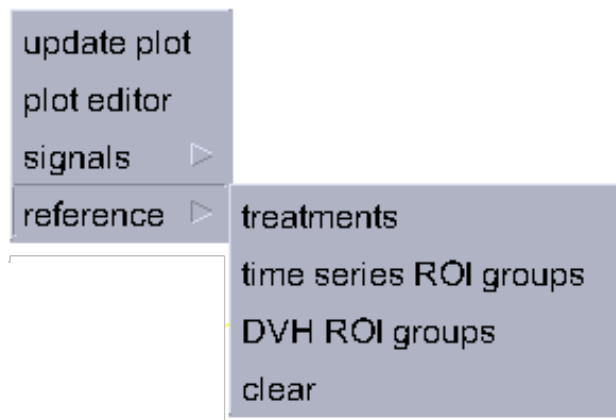 update plot
plot editor
signals
reference
treatments
time series ROI groups
DVH ROI groups
clear